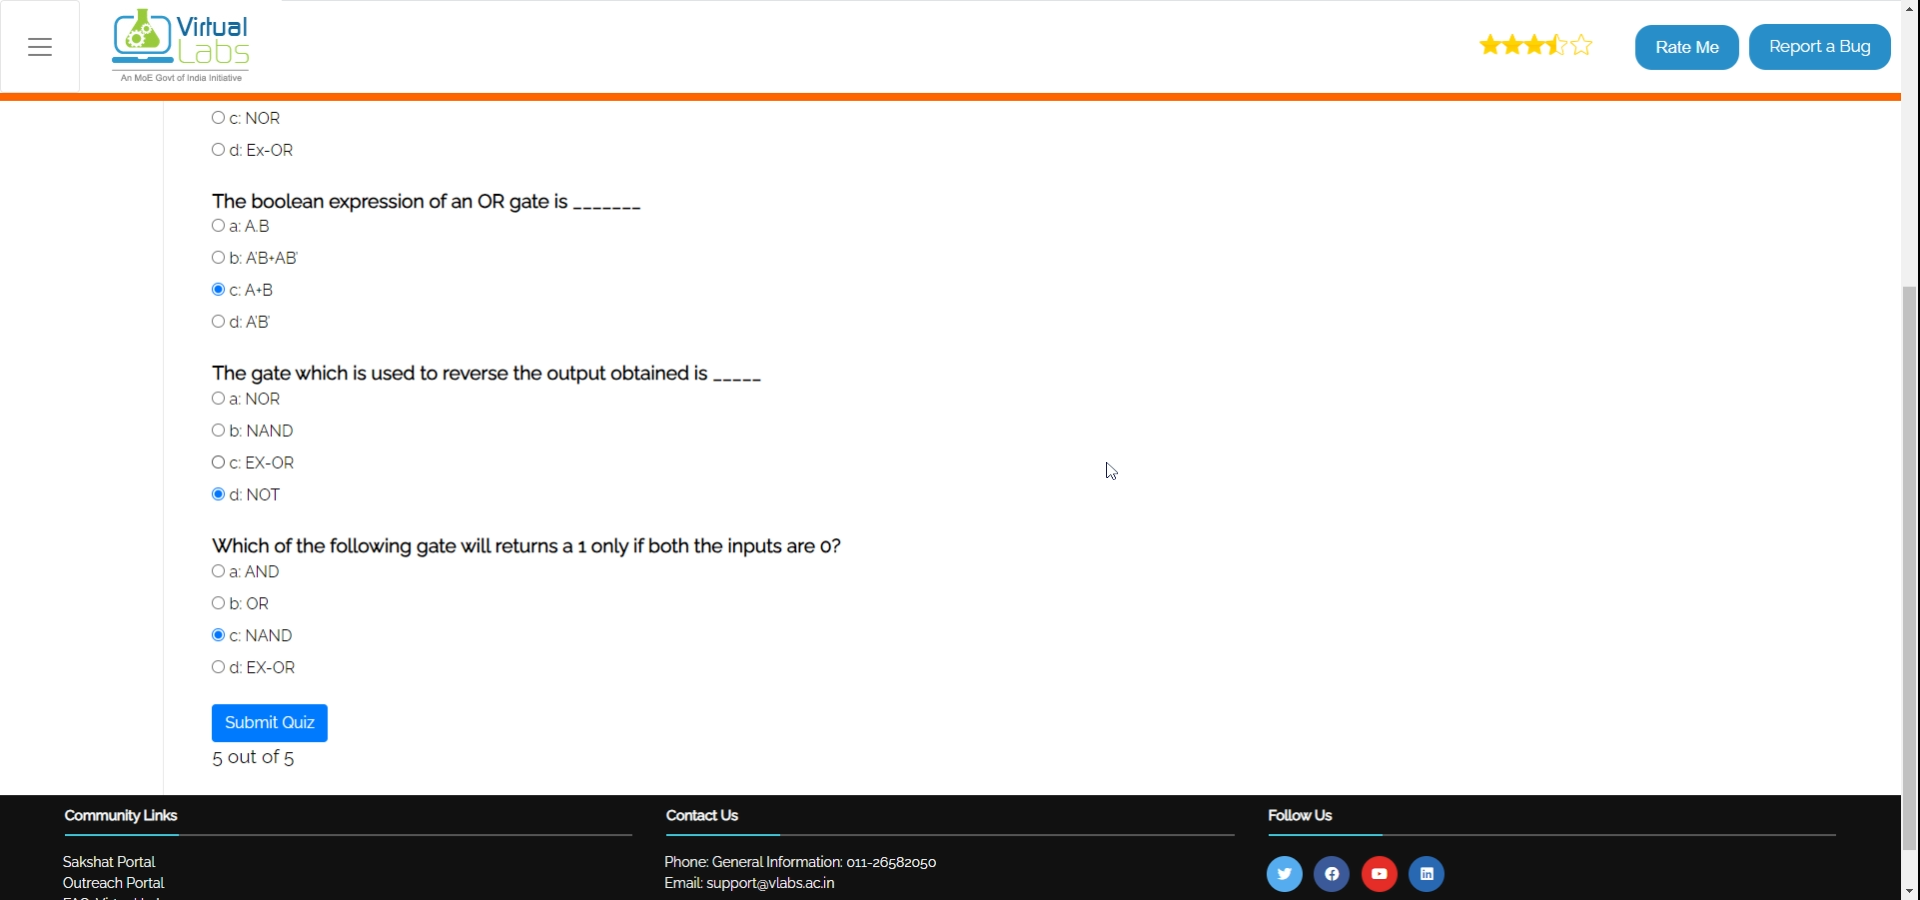 Virtual
Labs
An MoE Govt of India Initiative
Rate Me
Report a Bug
c: NOR
d: Ex-OR
The boolean expression of an OR gate is _______
a: A.B
b: A'B+AB'
c: A+B
d: A'B'
The gate which is used to reverse the output obtained is _____
a: NOR
b: NAND
c: EX-OR
d: NOT
Which of the following gate will returns a 1 only if both the inputs are 0?
a: AND
b: OR
c: NAND
d: EX-OR
Submit Quiz
5 out of 5
Community Links
Sakshat Portal
Outreach Portal
Contact Us
Phone: General Information: 011-26582050
Email: support@vlabs.ac.in
Follow Us